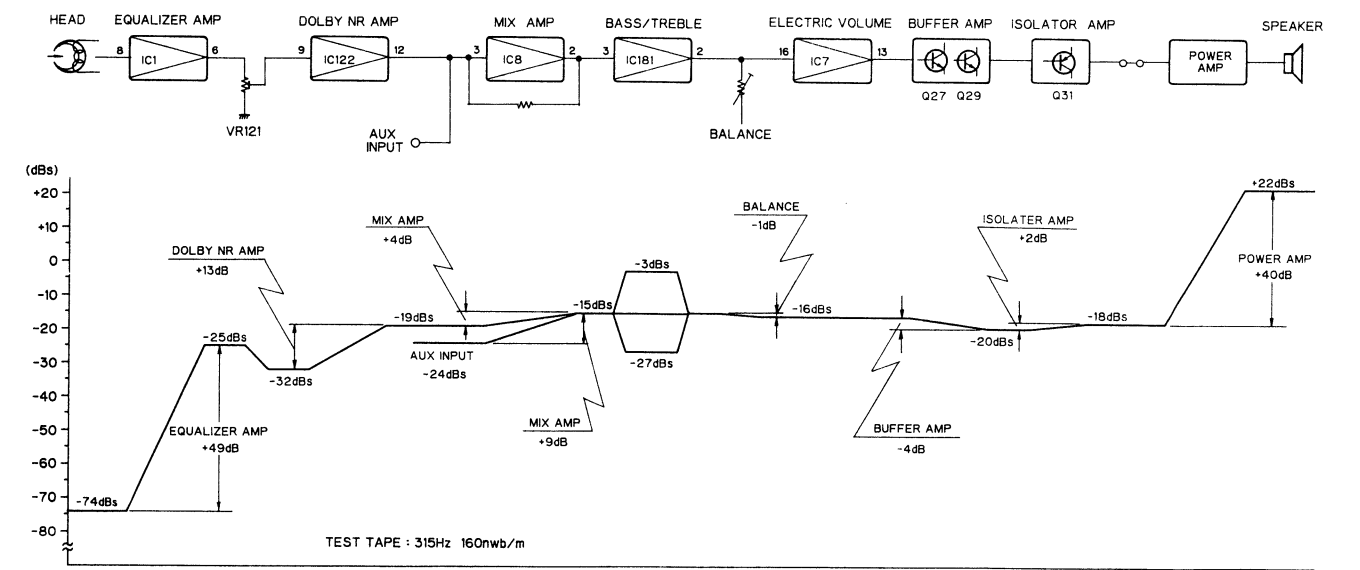 HEAD EQUALIZER AMP DOLBY NR AMP MIX AMP BASS/TREBLE ELECTRIC VOLUME BUFFER AMP ISOLATOR AMP SPEAKER
8 IC1 6 9 IC122 12 3 IC8 2 3 IC181 2 16 IC7 13 POWER AMP
Q27 Q29 Q31
VR121
AUX INPUT
BALANCE
(dBs)
+20
+10
0
-10
-20
-30
-40
-50
-60
-70
-80
-74dBs
EQUALIZER AMP
+49dB
-25dBs
-32dBs
DOLBY NR AMP
+13dB
-19dBs
MIX AMP
+4dB
AUX INPUT
-24dBs
-15dBs
MIX AMP
+9dB
-3dBs
-27dBs
BALANCE
-1dB
-16dBs
BUFFER AMP
-4dB
-20dBs
ISOLATER AMP
+2dB
-18dBs
POWER AMP
+40dB
+22dBs
TEST TAPE : 315Hz 160nwb/m